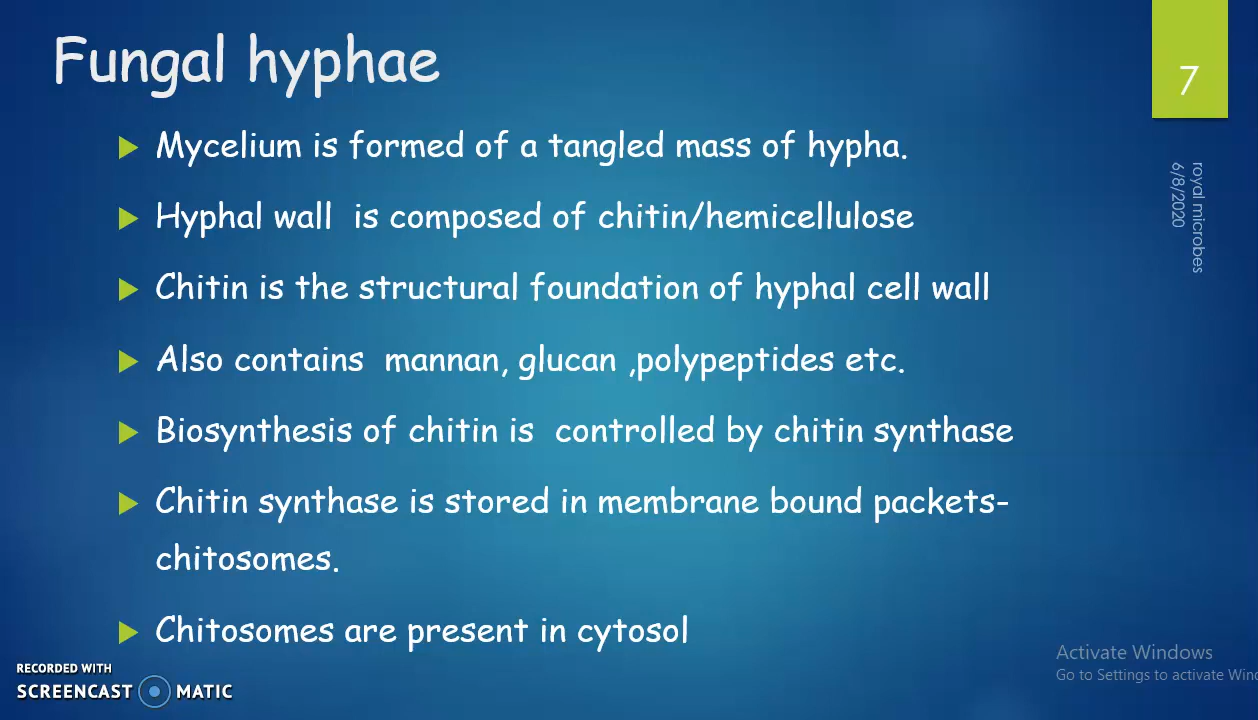 Fungal hyphae
7
royal microbes
6/8/2020
Mycelium is formed of a tangled mass of hypha.
Hyphal wall is composed of chitin/hemicellulose
Chitin is the structural foundation of hyphal cell wall
Also contains mannan, glucan ,polypeptides etc.
Biosynthesis of chitin is controlled by chitin synthase
Chitin synthase is stored in membrane bound packets-
chitosomes.
Chitosomes are present in cytosol
Activate Windows
Go to Settings to activate Win
RECORDED WITH
SCREENCAST MATIC